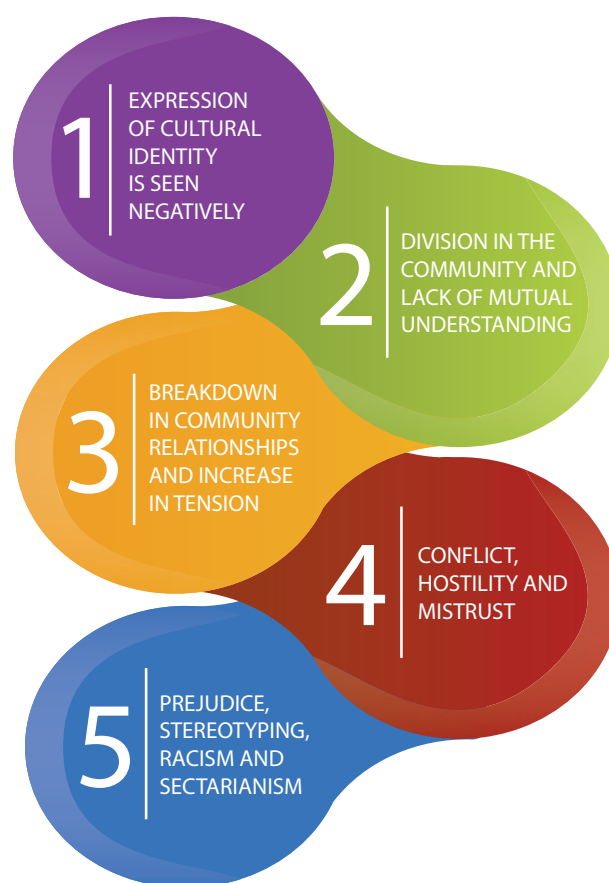 1
EXPRESSION
OF CULTURAL
IDENTITY
IS SEEN
NEGATIVELY
2
DIVISION IN THE
COMMUNITY AND
LACK OF MUTUAL
UNDERSTANDING
3
BREAKDOWN
IN COMMUNITY
RELATIONSHIPS
AND INCREASE
IN TENSION
4
CONFLICT,
HOSTILITY AND
MISTRUST
5
PREJUDICE,
STEREOTYPING,
RACISM AND
SECTARIANISM